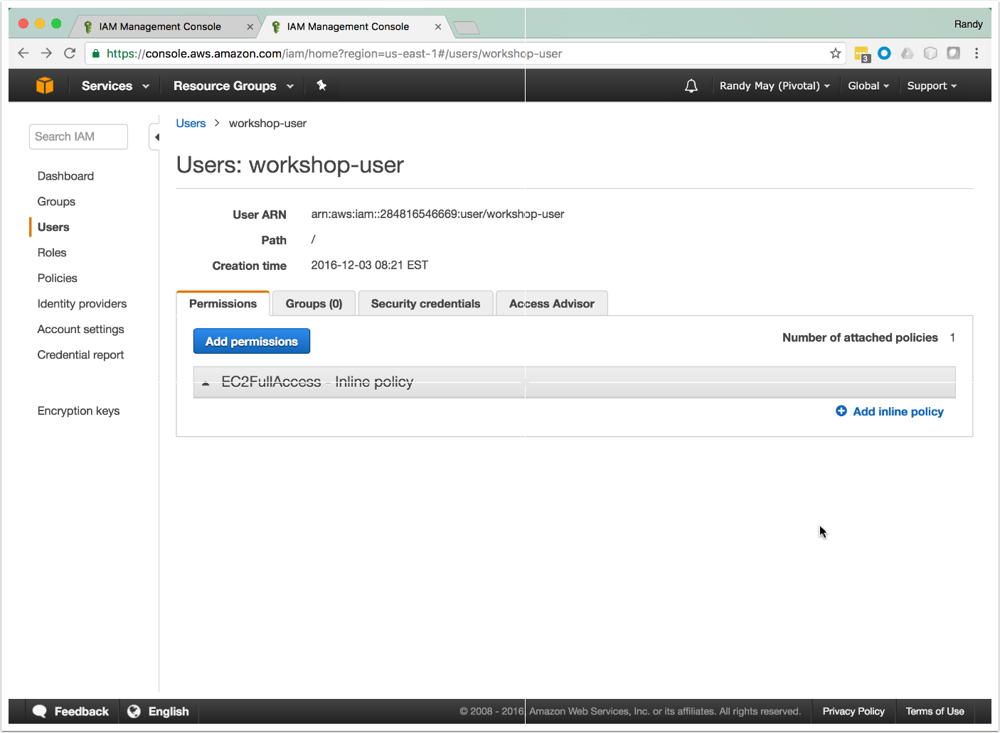 IAM Management Console
IAM Management Console
Randy
https://console.aws.amazon.com/iam/home?region=us-east-1#/users/workshop-user
3
Services
Resource Groups
Randy May (Pivotal)
Global
Support
Search IAM
Dashboard
Groups
Users
Roles
Policies
Identity providers
Account settings
Credential report
Encryption keys
Users > workshop-user
Users: workshop-user
User ARN arn:aws:iam::284816546669:user/workshop-user
Path /
Creation time 2016-12-03 08:21 EST
Permissions
Groups (0)
Security credentials
Access Advisor
Add permissions
Number of attached policies 1
EC2FullAccess - Inline policy
Add inline policy
Feedback
English
© 2008 - 2016, Amazon Web Services, Inc. or its affiliates. All rights reserved.
Privacy Policy
Terms of Use